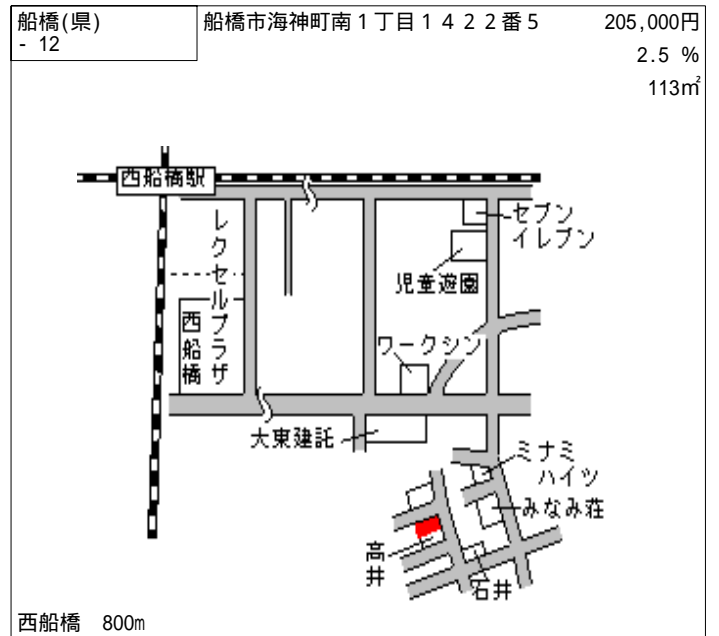 船橋(県)
- 12
船橋市海神町南１丁目１４２２番５
205,000円
2.5 %
113㎡
西船橋駅
セブン
イレブン
児童遊園
レクセルプラザ
西船橋
ワークシン
大東建託
ミナミ
ハイツ
みなみ荘
高井
石井
西船橋 800m